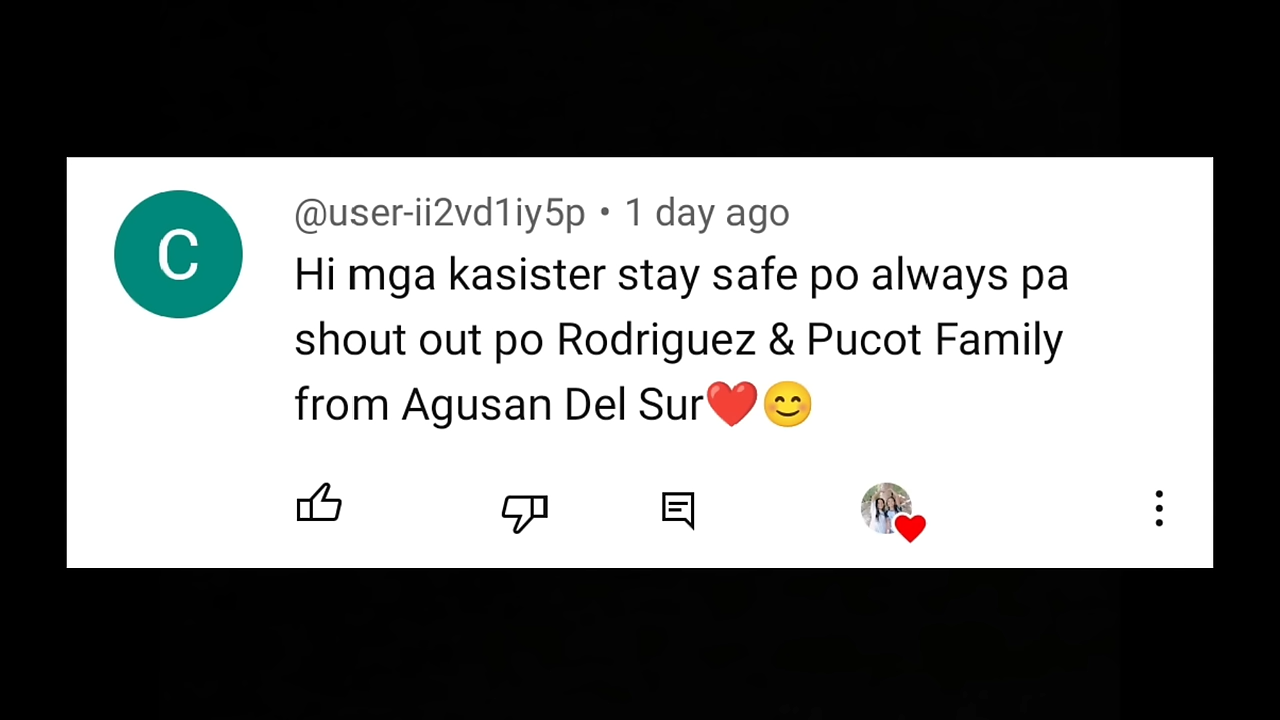 C
@user-ii2vd1iy5p • 1 day ago
Hi mga kasister stay safe po always pa
shout out po Rodriguez & Pucot Family
from Agusan Del Sur❤️😊